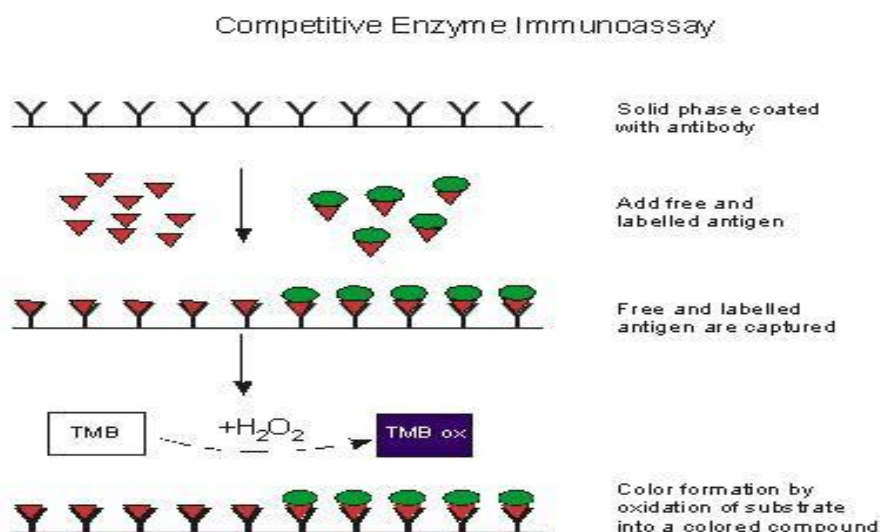 Competitive Enzyme Immunoassay
Solid phase coated
with antibody
Add free and
labelled antigen
Free and labelled
antigen are captured
TMB
+H₂O₂
TMB ox
Color formation by
oxidation of substrate
into a colored compound